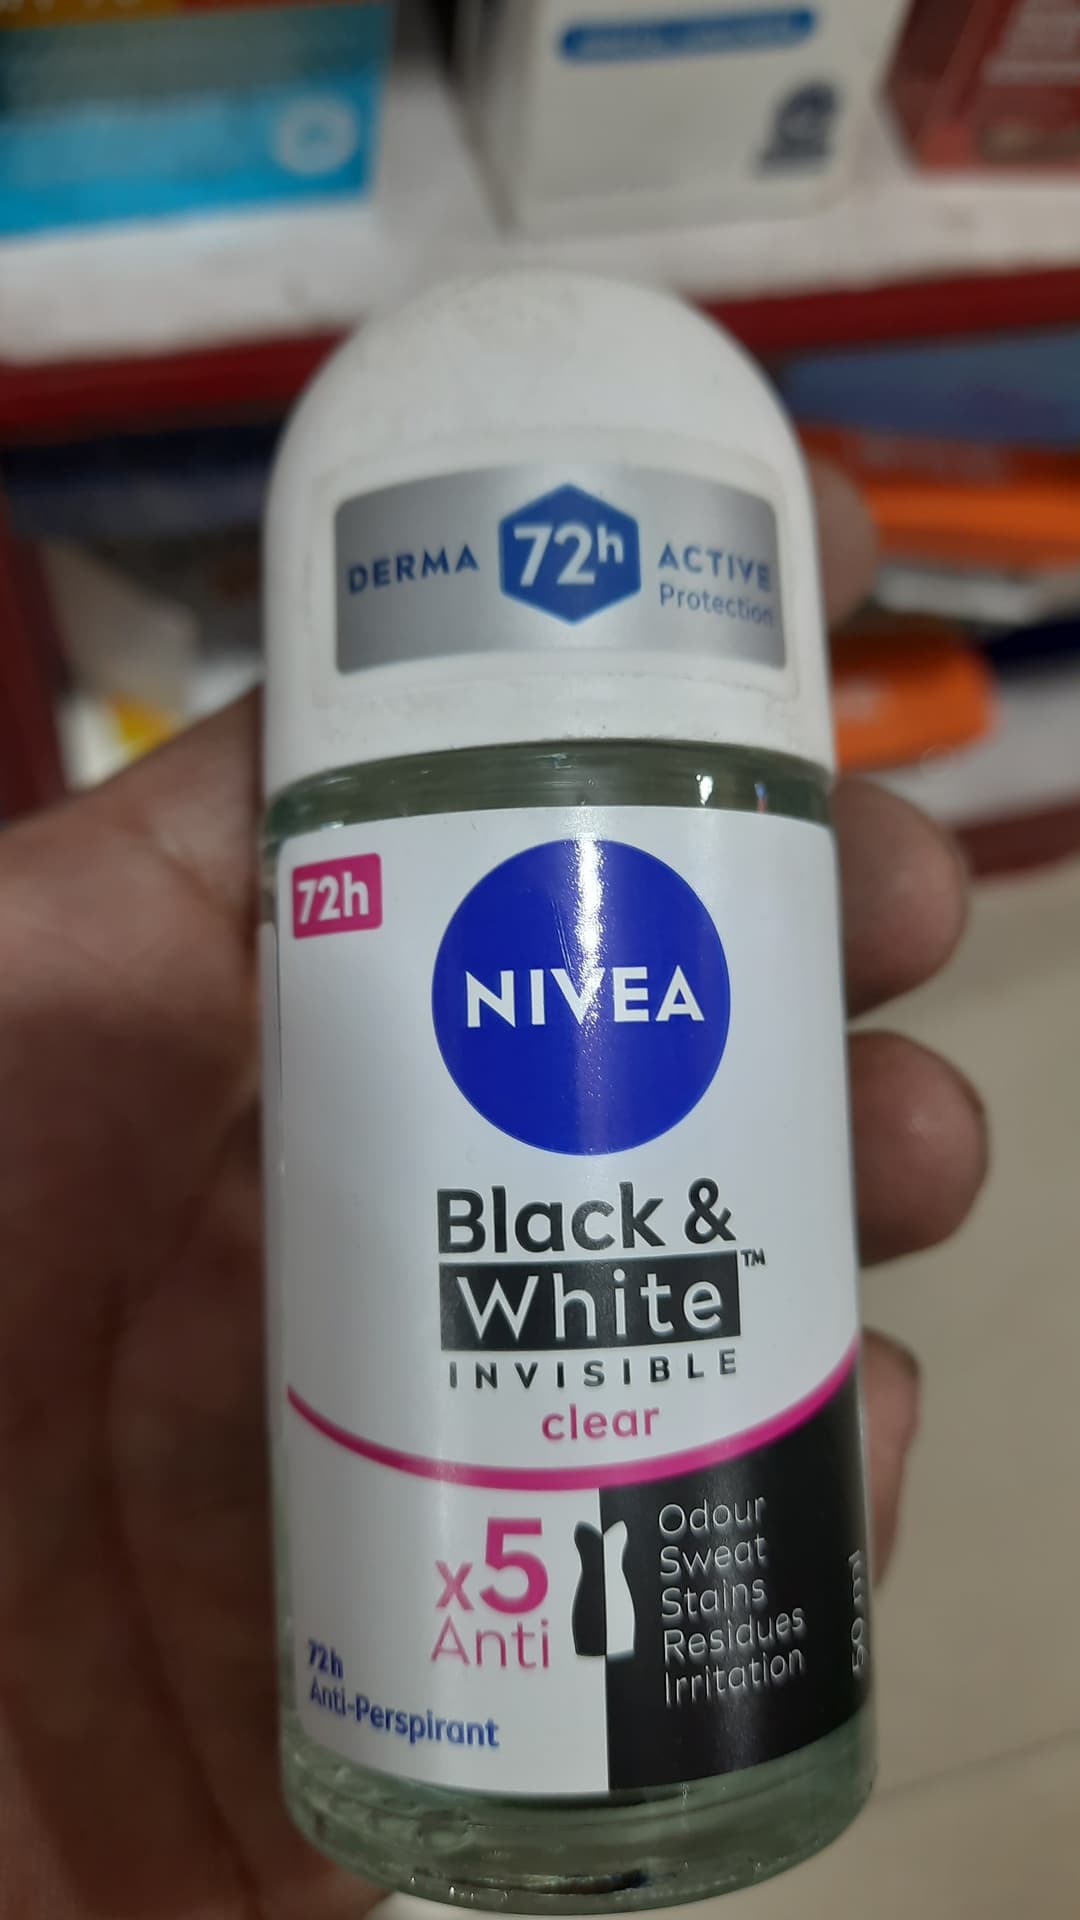 DERMA 72h ACTIVE
Protection
72h
NIVEA
Black &
White™
INVISIBLE
clear
x5
Anti
Odour
Sweat
Stains
Residues
Irritation
50 ml
72h
Anti-Perspirant